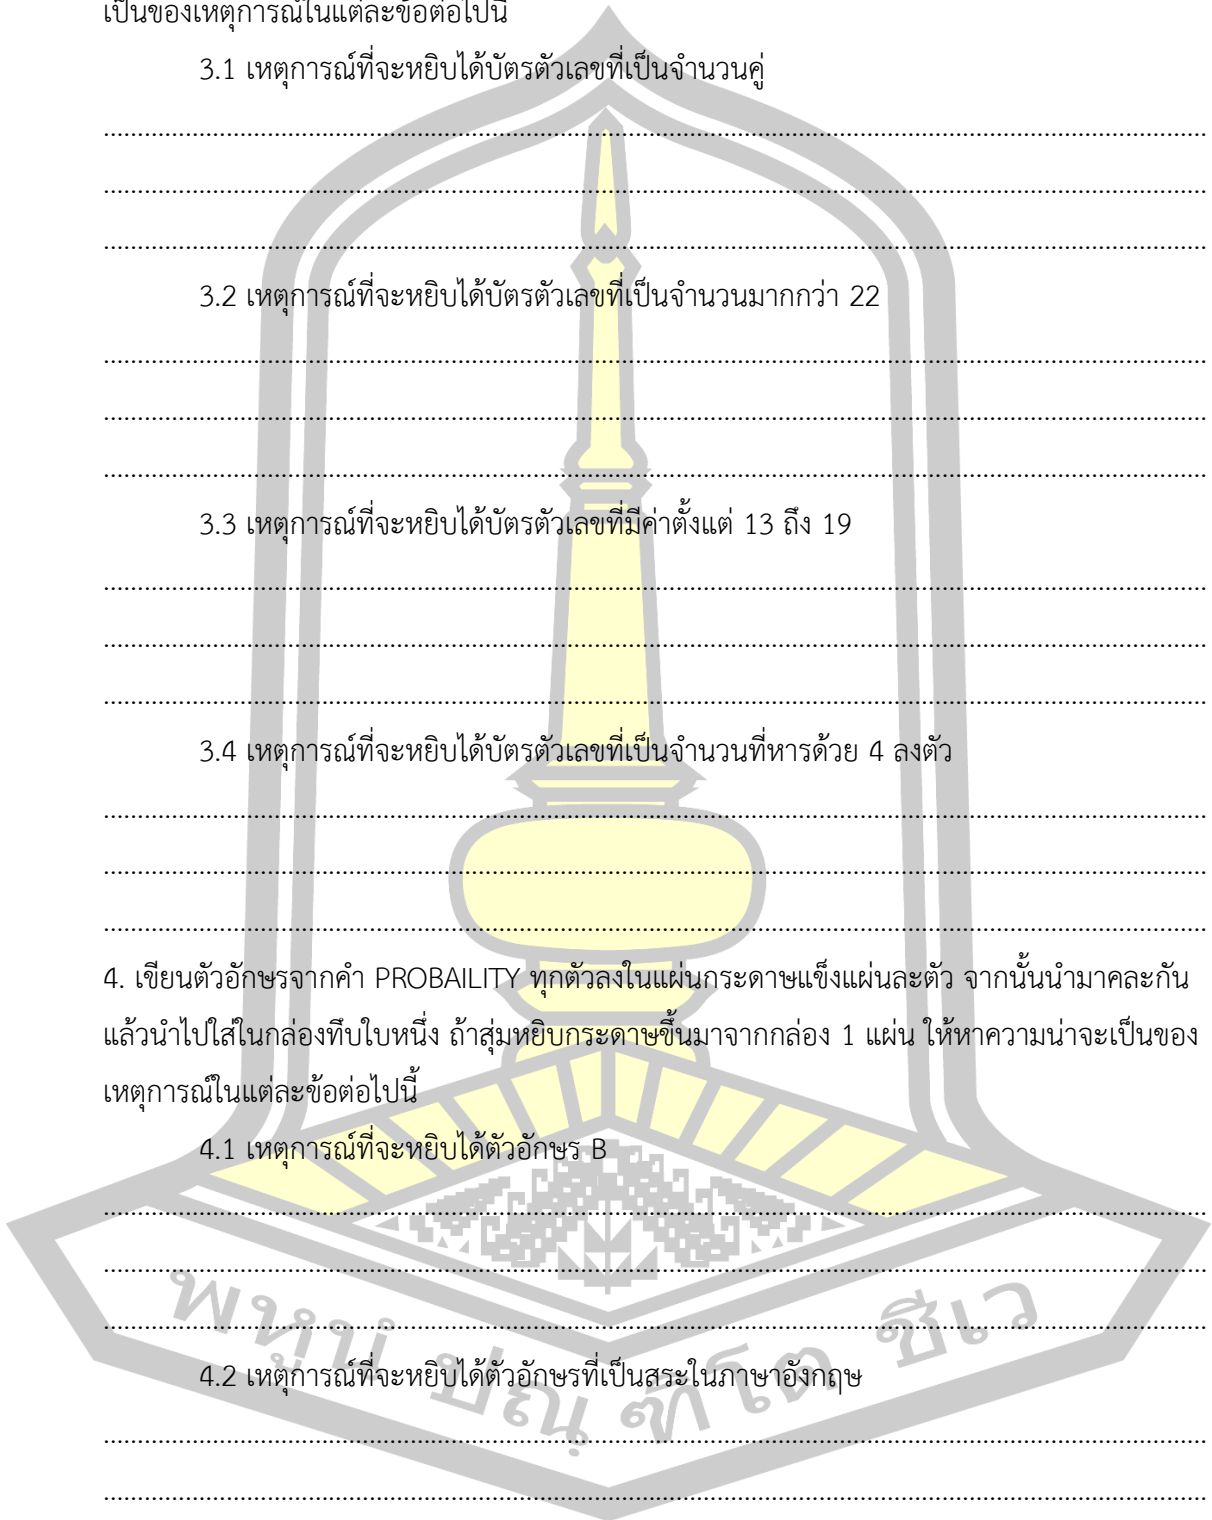 เป็นของเหตุการณ์ในแต่ละข้อต่อไปนี้
3.1 เหตุการณ์ที่จะหยิบได้บัตรตัวเลขที่เป็นจำนวนคู่
3.2 เหตุการณ์ที่จะหยิบได้บัตรตัวเลขที่เป็นจำนวนมากกว่า 22
3.3 เหตุการณ์ที่จะหยิบได้บัตรตัวเลขที่มีค่าตั้งแต่ 13 ถึง 19
3.4 เหตุการณ์ที่จะหยิบได้บัตรตัวเลขที่เป็นจำนวนที่หารด้วย 4 ลงตัว
4. เขียนตัวอักษรจากคำ PROBAILITY ทุกตัวลงในแผ่นกระดาษแข็งแผ่นละตัว จากนั้นนำมาคละกัน
แล้วนำไปใส่ในกล่องทึบใบหนึ่ง ถ้าสุ่มหยิบกระดาษขึ้นมาจากกล่อง 1 แผ่น ให้หาความน่าจะเป็นของ
เหตุการณ์ในแต่ละข้อต่อไปนี้
4.1 เหตุการณ์ที่จะหยิบได้ตัวอักษร B
4.2 เหตุการณ์ที่จะหยิบได้ตัวอักษรที่เป็นสระในภาษาอังกฤษ
พหูนํ ปณฺ ฑิโต ชีเว